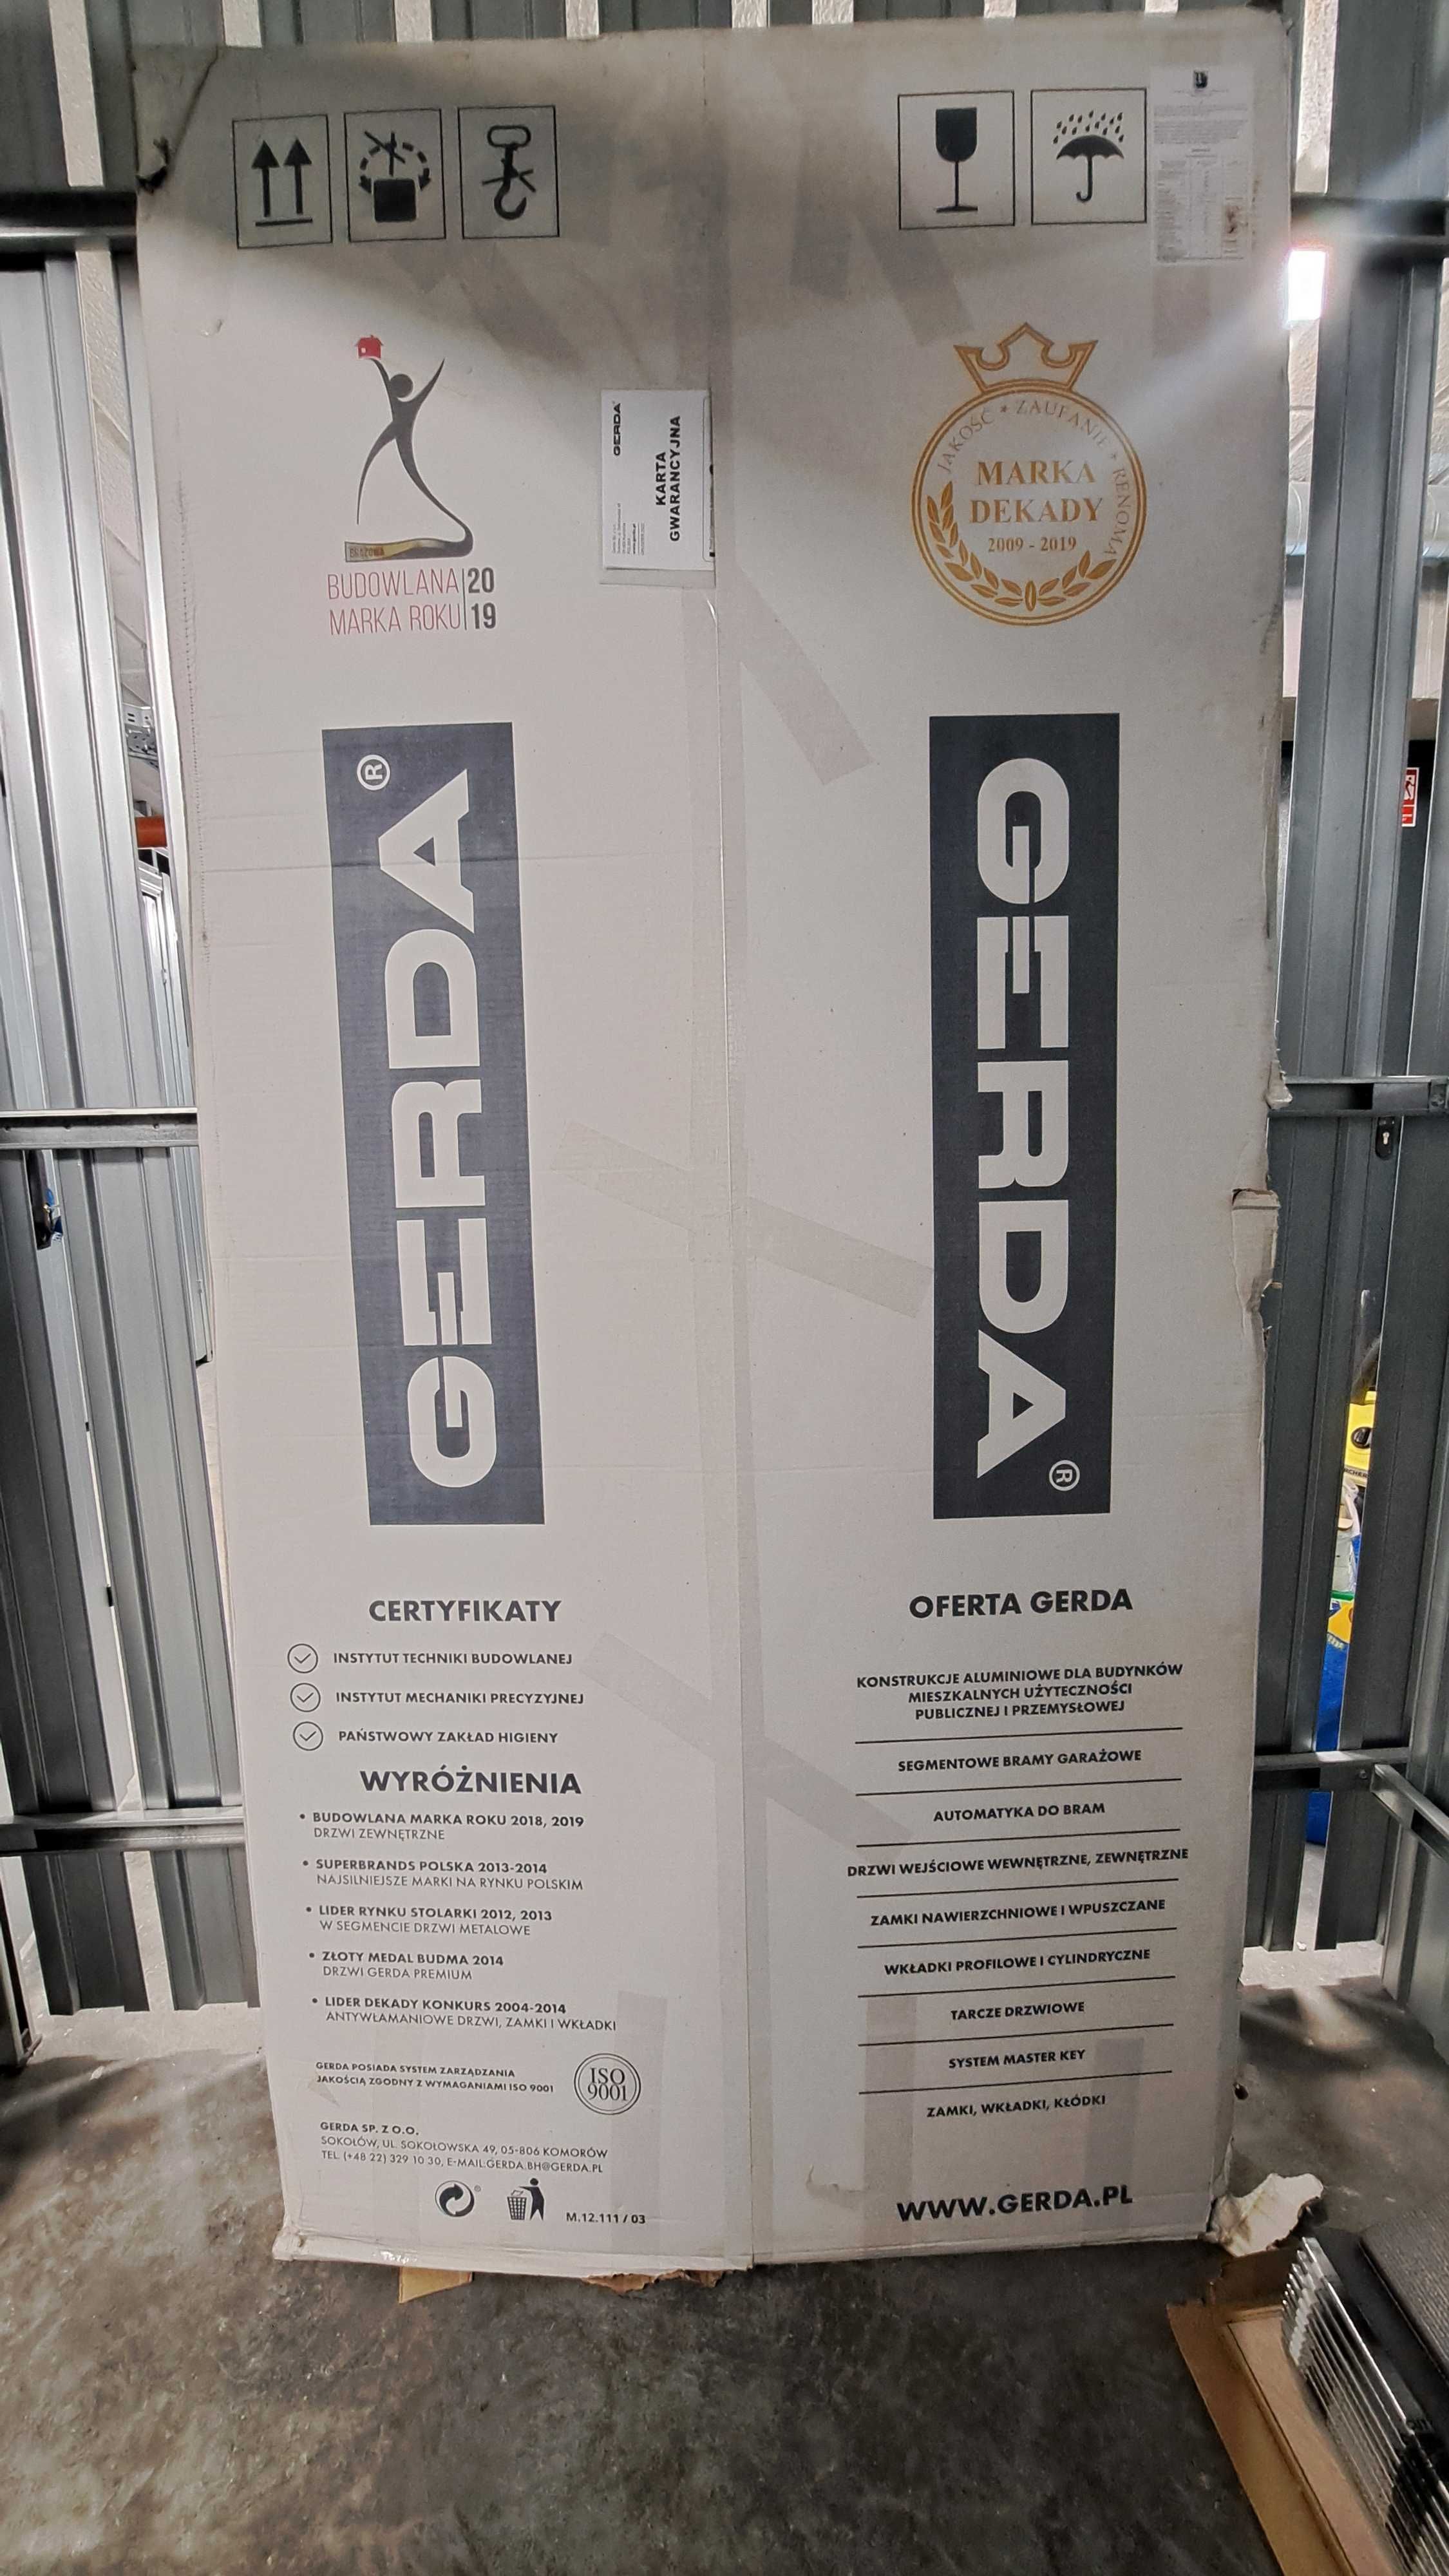 GERDA
KARTA
GWARANCYJNA
BUDOWLANA 20
MARKA ROKU 19
JAKOŚĆ * ZAUFANIE * RENOMA
MARKA
DEKADY
2009 - 2019
GERDA®
GERDA®
CERTYFIKATY
INSTYTUT TECHNIKI BUDOWLANEJ
INSTYTUT MECHANIKI PRECYZYJNEJ
PAŃSTWOWY ZAKŁAD HIGIENY
WYRÓŻNIENIA
• BUDOWLANA MARKA ROKU 2018, 2019
DRZWI ZEWNĘTRZNE
• SUPERBRANDS POLSKA 2013-2014
NAJSILNIEJSZE MARKI NA RYNKU POLSKIM
• LIDER RYNKU STOLARKI 2012, 2013
W SEGMENCIE DRZWI METALOWE
• ZŁOTY MEDAL BUDMA 2014
DRZWI GERDA PREMIUM
• LIDER DEKADY KONKURS 2004-2014
ANTYWŁAMANIOWE DRZWI, ZAMKI I WKŁADKI
GERDA POSIADA SYSTEM ZARZĄDZANIA
JAKOŚCIĄ ZGODNY Z WYMAGANIAMI ISO 9001
ISO
9001
GERDA SP. Z O.O.
SOKOŁÓW, UL. SOKOŁOWSKA 49, 05-806 KOMORÓW
TEL. (+48 22) 329 10 30, E-MAIL:GERDA.BH@GERDA.PL
M.12.111 / 03
OFERTA GERDA
KONSTRUKCJE ALUMINIOWE DLA BUDYNKÓW
MIESZKALNYCH UŻYTECZNOŚCI
PUBLICZNEJ I PRZEMYSŁOWEJ
SEGMENTOWE BRAMY GARAŻOWE
AUTOMATYKA DO BRAM
DRZWI WEJŚCIOWE WEWNĘTRZNE, ZEWNĘTRZNE
ZAMKI NAWIERZCHNIOWE I WPUSZCZANE
WKŁADKI PROFILOWE I CYLINDRYCZNE
TARCZE DRZWIOWE
SYSTEM MASTER KEY
ZAMKI, WKŁADKI, KŁÓDKI
WWW.GERDA.PL